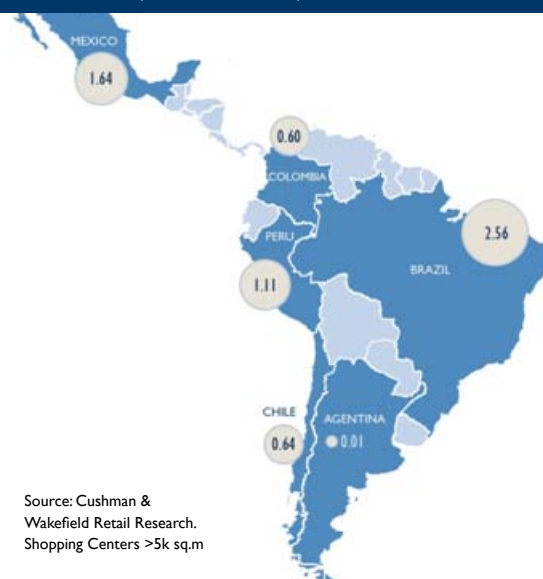 MEXICO
1.64
0.60
COLOMBIA
PERU
2.56
BRAZIL
1.11
CHILE
0.64
AGENTINA
0.01
Source: Cushman &
Wakefield Retail Research.
Shopping Centers >5k sq.m